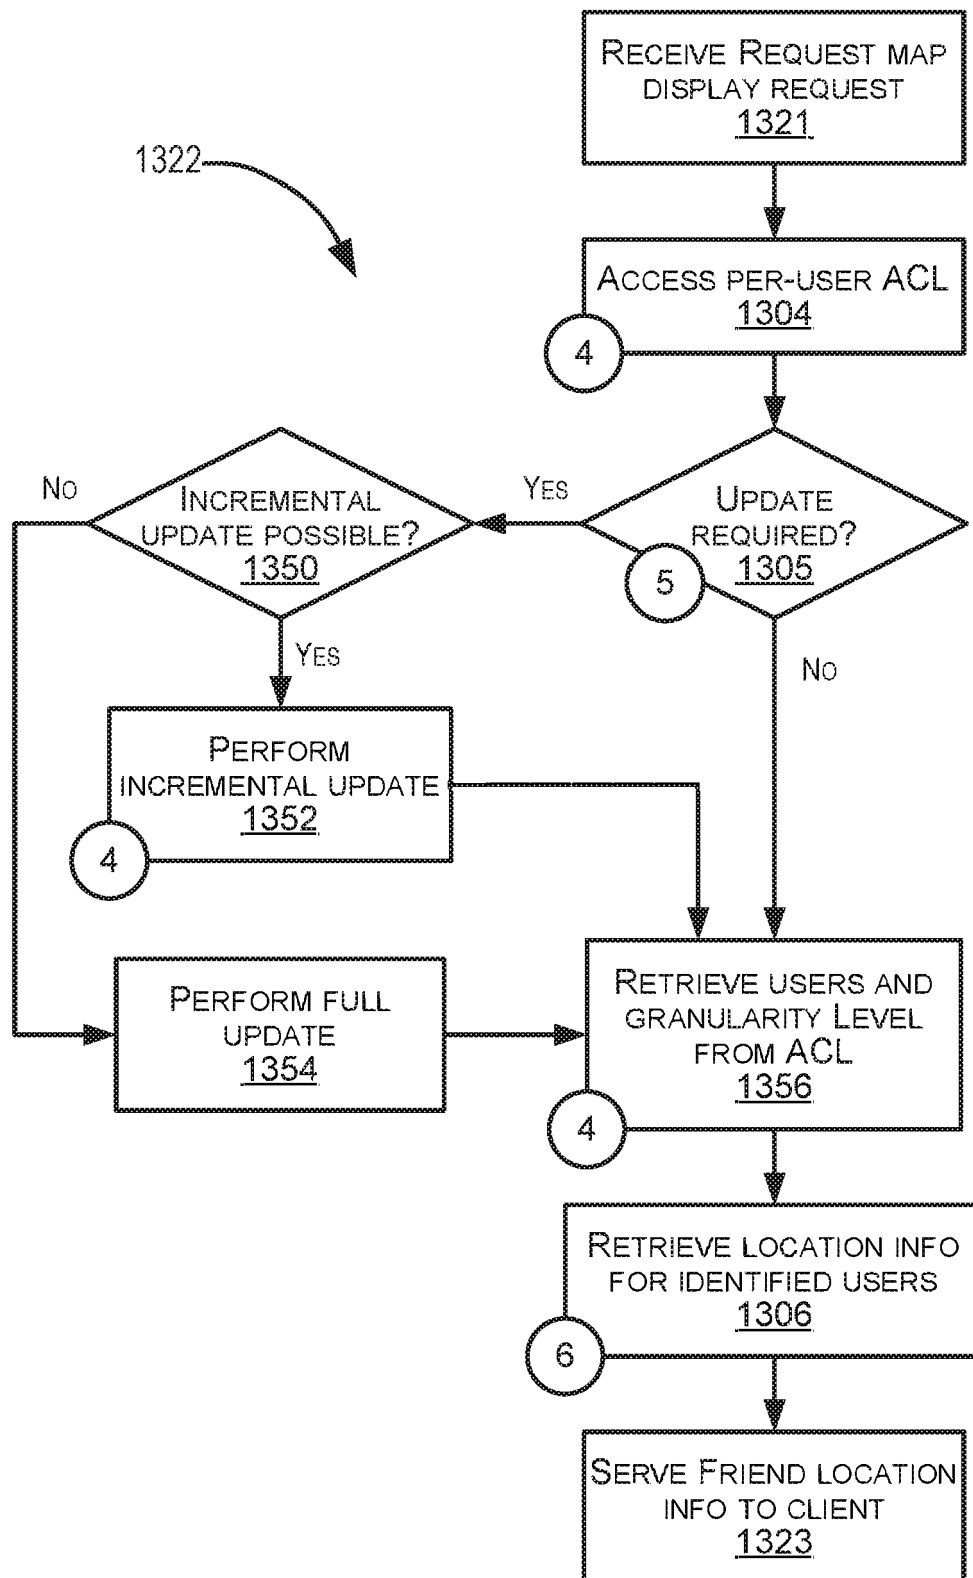 RECEIVE REQUEST MAP
DISPLAY REQUEST
1321
1322
ACCESS PER-USER ACL
1304
4
NO
INCREMENTAL
UPDATE POSSIBLE?
1350
YES
UPDATE
REQUIRED?
1305
5
YES
NO
PERFORM
INCREMENTAL UPDATE
1352
4
PERFORM FULL
UPDATE
1354
RETRIEVE USERS AND
GRANULARITY LEVEL
FROM ACL
1356
4
RETRIEVE LOCATION INFO
FOR IDENTIFIED USERS
1306
6
SERVE FRIEND LOCATION
INFO TO CLIENT
1323